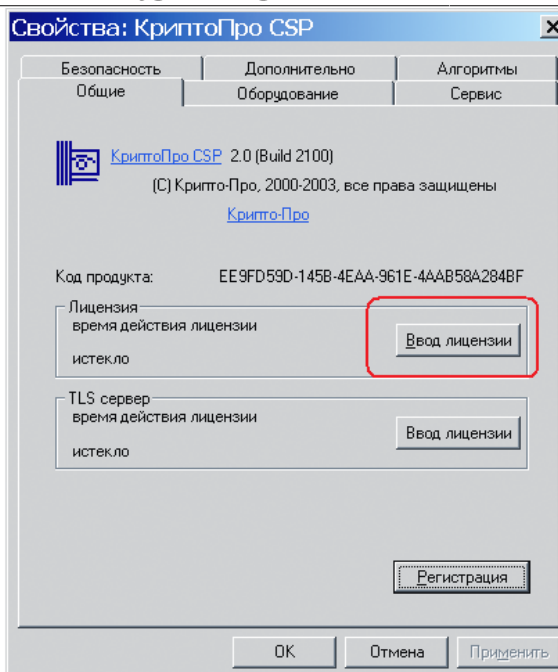 Свойства: КриптоПро CSP
Безопасность Дополнительно Алгоритмы
Общие Оборудование Сервис
КриптоПро CSP 2.0 (Build 2100)
(C) Крипто-Про, 2000-2003, все права защищены
Крипто-Про
Код продукта: EE9FD59D-145B-4EAA-961E-4AAB58A284BF
Лицензия
время действия лицензии
Ввод лицензии
истекло
TLS сервер
время действия лицензии
Ввод лицензии
истекло
Регистрация
OK Отмена Применить